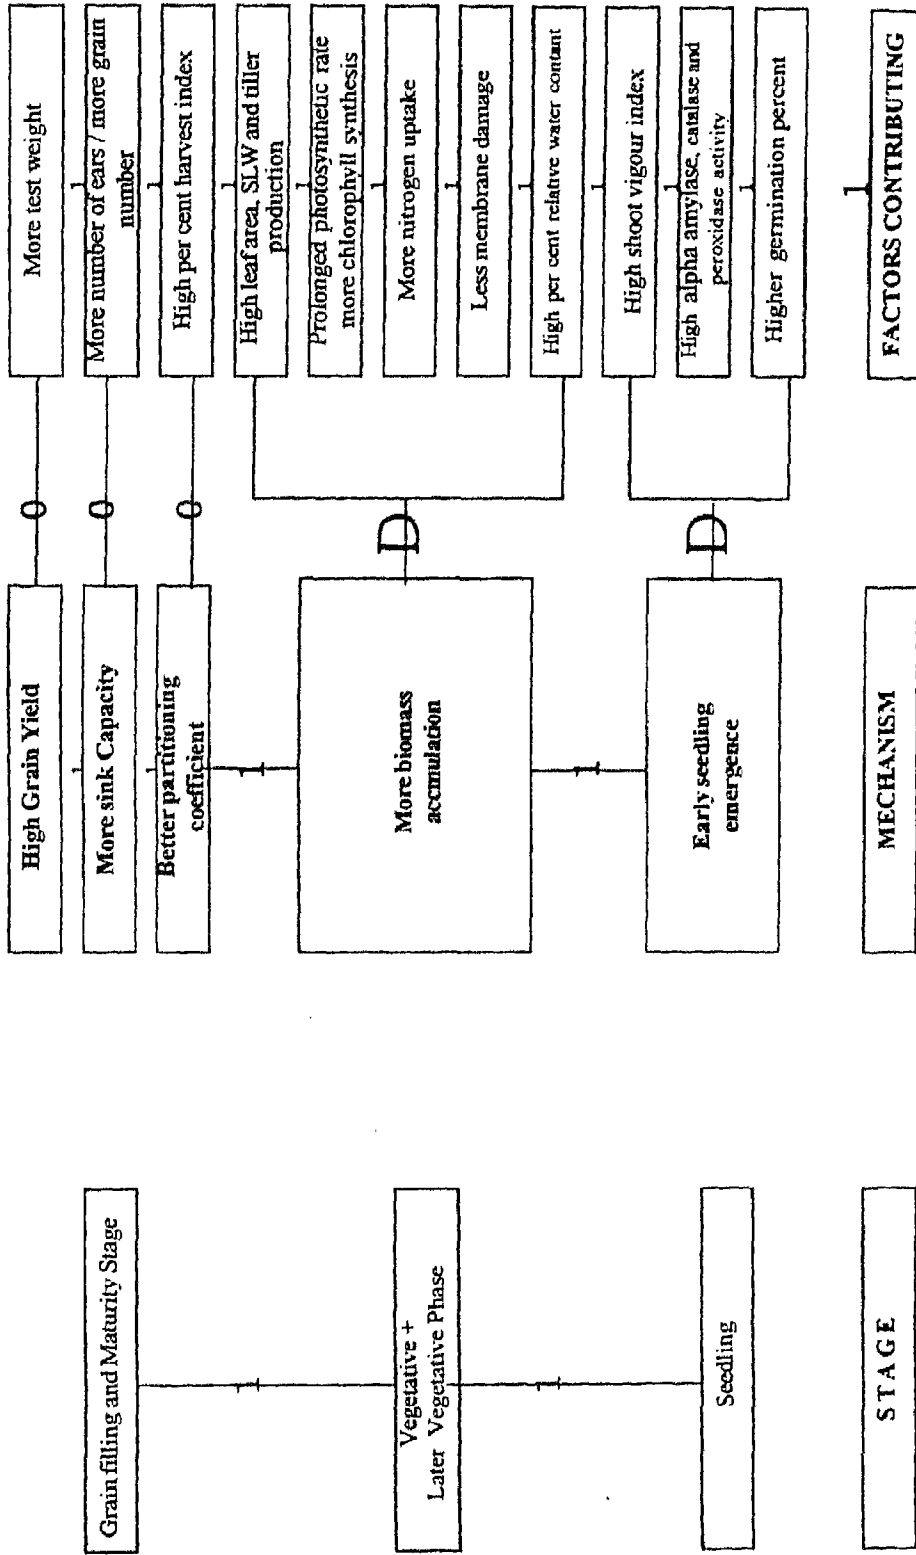 Grain filling and Maturity Stage
Vegetative +
Later Vegetative Phase
Seedling
STAGE
High Grain Yield
More sink Capacity
Better partitioning
coefficient
More biomass
accmulation
Early seedling
emergence
MECHANISM
More test weight
More number of ears / more grain
number
High per cent harvest index
High leaf area, SLW and tiller
production
Prolonged photosynthetic rate
more chlorophyll synthesis
More nitrogen uptake
Less membrane damage
High per cent relative water contant
High shoot vigour index
High alpha amylase, catalase and
peroxidase activity
Higher germination percent
FACTORS CONTRIBUTING